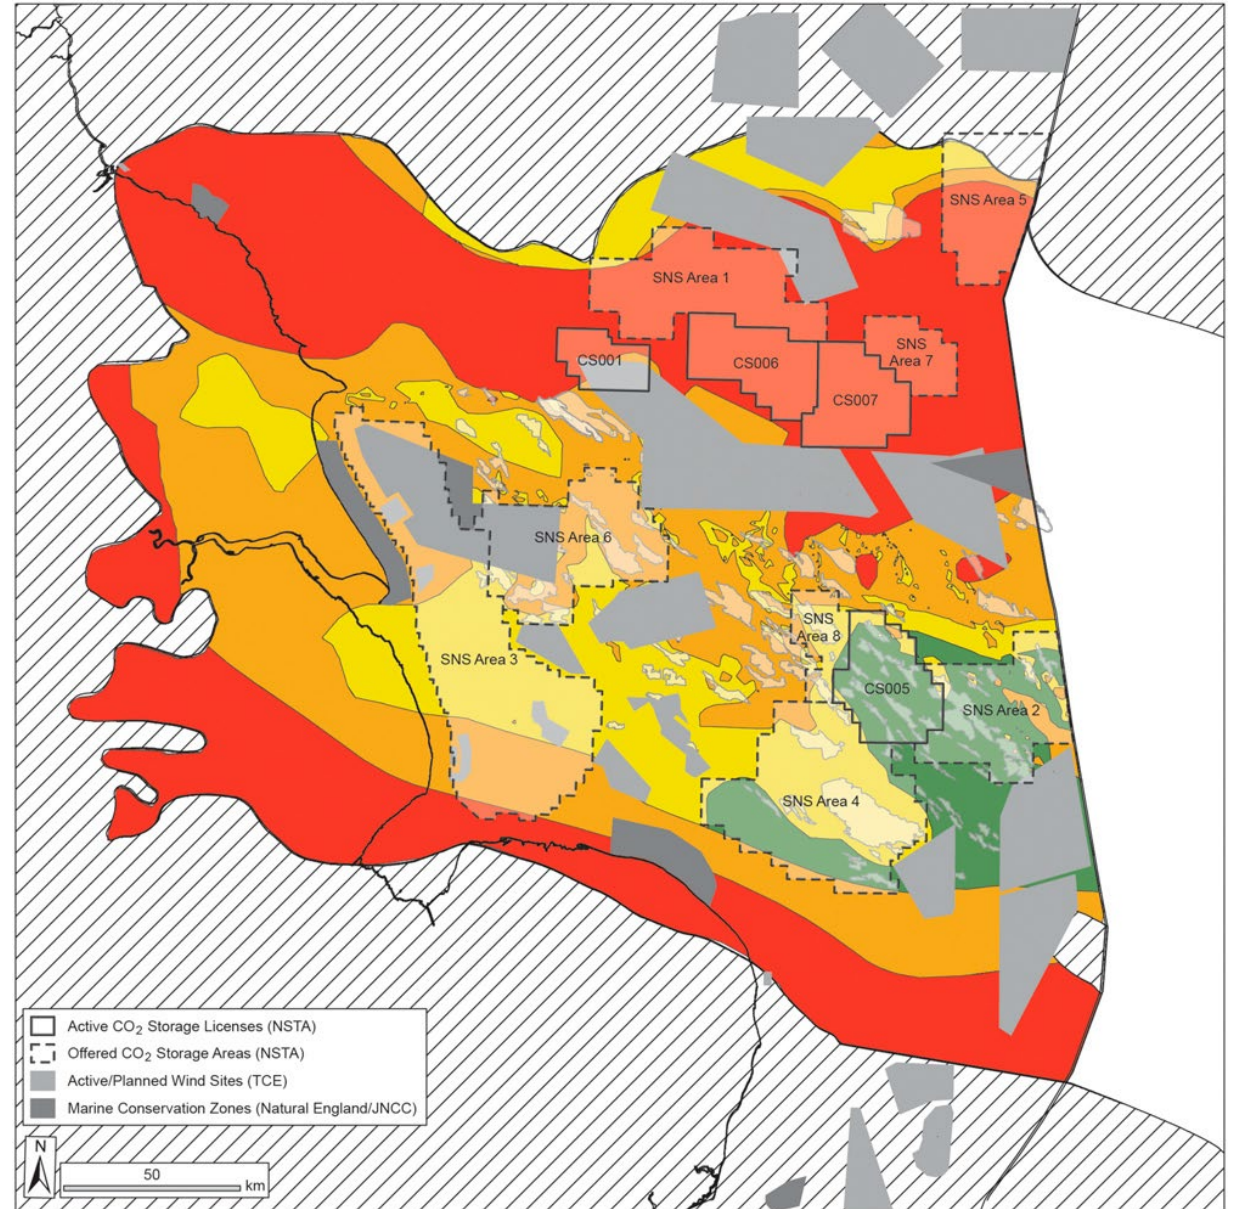 SNS Area 5
SNS Area 1
SNS
Area 7
CS001
CS006
CS007
SNS Area 6
SNS
Area 8
SNS Area 3
CS005
SNS Area 2
SNS Area 4
Active CO₂ Storage Licenses (NSTA)
Offered CO₂ Storage Areas (NSTA)
Active/Planned Wind Sites (TCE)
Marine Conservation Zones (Natural England/JNCC)
N
50
km